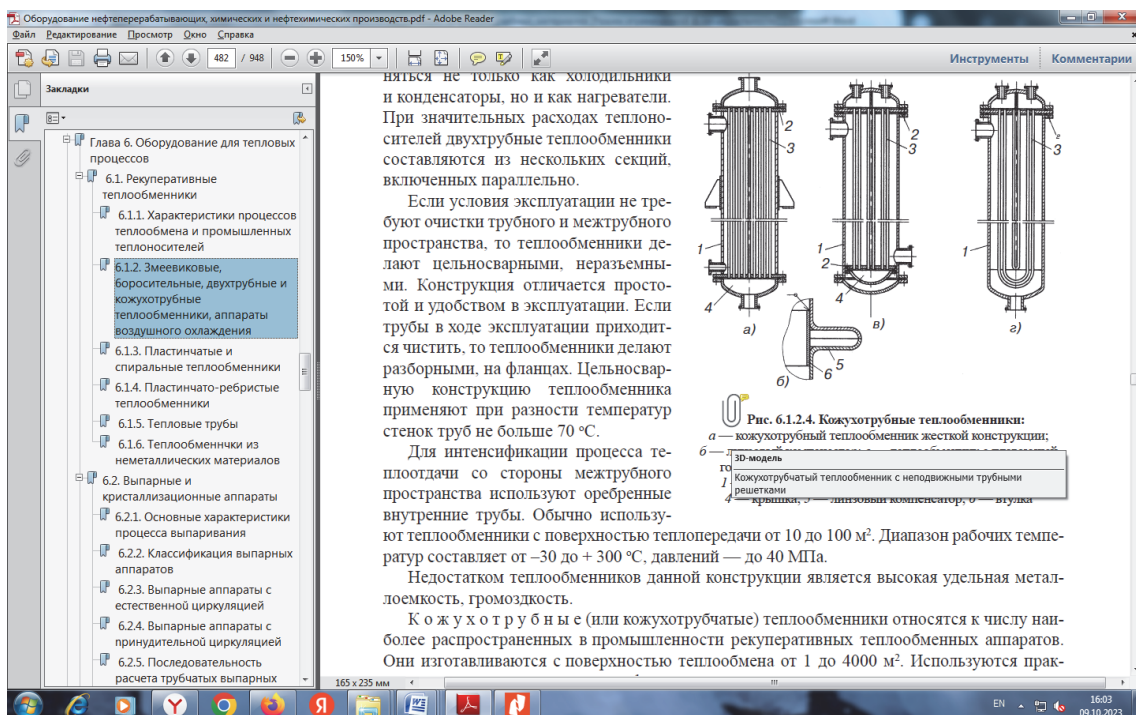 Оборудование нефтеперерабатывающих, химических и нефтехимических производств.pdf - Adobe Reader
Файл Редактирование Просмотр Окно Справка
482 / 948 150% Инструменты Комментарии
Закладки
Глава 6. Оборудование для тепловых
процессов
6.1. Рекуперативные
теплообменники
6.1.1. Характеристики процессов
теплообмена и промышленных
теплоносителей
6.1.2. Змеевиковые,
боросительные, двухтрубные и
кожухотрубные
теплообменники, аппараты
воздушного охлаждения
6.1.3. Пластинчатые и
спиральные теплообменники
6.1.4. Пластинчато-ребристые
теплообменники
6.1.5. Тепловые трубы
6.1.6. Теплообменнчки из
неметаллических материалов
6.2. Выпарные и
кристаллизационные аппараты
6.2.1. Основные характеристики
процесса выпаривания
6.2.2. Классификация выпарных
аппаратов
6.2.3. Выпарные аппараты с
естественной циркуляцией
6.2.4. Выпарные аппараты с
принудительной циркуляцией
6.2.5. Последовательность
расчета трубчатых выпарных
няться не только как холодильники
и конденсаторы, но и как нагреватели.
При значительных расходах теплоно-
сителей двухтрубные теплообменники
составляются из нескольких секций,
включенных параллельно.
Если условия эксплуатации не тре-
буют очистки трубного и межтрубного
пространства, то теплообменники де-
лают цельносварными, неразъемны-
ми. Конструкция отличается просто-
той и удобством в эксплуатации. Если
трубы в ходе эксплуатации приходит-
ся чистить, то теплообменники делают
разборными, на фланцах. Цельносвар-
ную конструкцию теплообменника
применяют при разности температур
стенок труб не больше 70 °С.
Для интенсификации процесса те-
плоотдачи со стороны межтрубного
пространства используют оребренные
внутренние трубы. Обычно использу-
ют теплообменники с поверхностью теплопередачи от 10 до 100 м². Диапазон рабочих темпе-
ратур составляет от –30 до + 300 °С, давлений — до 40 МПа.
Недостатком теплообменников данной конструкции является высокая удельная метал-
лоемкость, громоздкость.
Кожухотрубные (или кожухотрубчатые) теплообменники относятся к числу наи-
более распространенных в промышленности рекуперативных теплообменных аппаратов.
Они изготавливаются с поверхностью теплообмена от 1 до 4000 м². Используются прак-
2 2 г
3 3 3
1 1 1
2
4 4
а) в) г)
5
6
б)
Рис. 6.1.2.4. Кожухотрубные теплообменники:
а — кожухотрубный теплообменник жесткой конструкции;
б —
3D-модель
Кожухотрубчатый теплообменник с неподвижными трубными
решетками
4 — крышка; 5 — линзовый компенсатор; 6 — втулка
165 x 235 мм
EN 16:03
09.10.2023